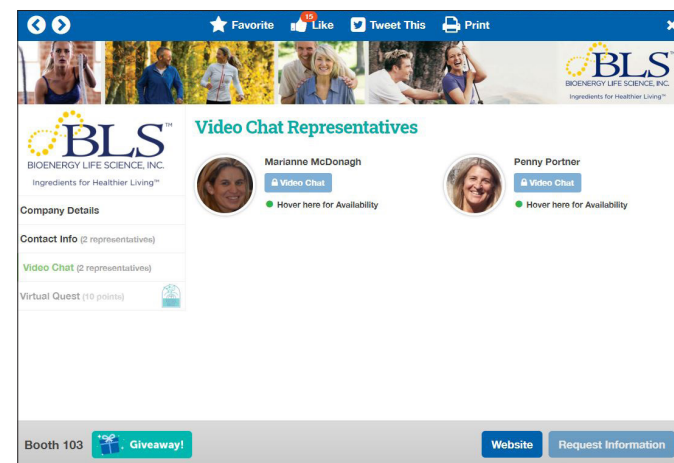 Favorite
15
Like
Tweet This
Print
BLS™
BIOENERGY LIFE SCIENCE, INC.
Ingredients for Healthier Living™
BLS™
BIOENERGY LIFE SCIENCE, INC.
Ingredients for Healthier Living™
Company Details
Contact Info (2 representatives)
Video Chat (2 representatives)
Virtual Quest (10 points)
Video Chat Representatives
Marianne McDonagh
Video Chat
Hover here for Availability
Penny Portner
Video Chat
Hover here for Availability
Booth 103
Giveaway!
Website
Request Information